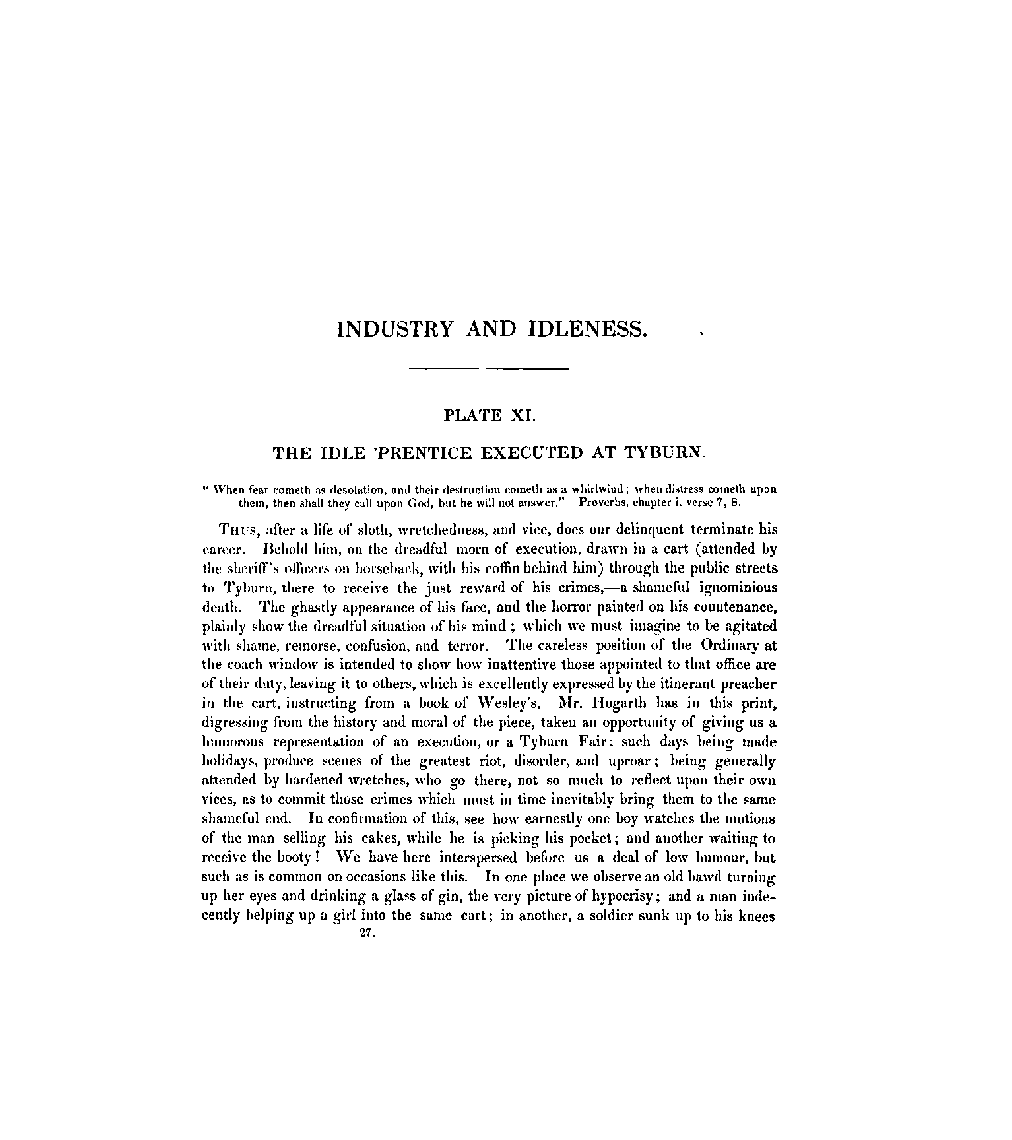 INDUSTRY AND IDLENESS.
PLATE XI.
THE IDLE 'PRENTICE EXECUTED AT TYBURN.
" When fear cometh as desolation, and their destruction cometh as a whirlwind; when distress cometh upon
them, then shall they call upon God, but he will not answer." Proverbs, chapter i. verse 7, 8.
THUS, after a life of sloth, wretchedness, and vice, does our delinquent terminate his
career. Behold him, on the dreadful morn of execution, drawn in a cart (attended by
the sheriff's officers on horseback, with his coffin behind him) through the public streets
to Tyburn, there to receive the just reward of his crimes,—a shameful ignominious
death. The ghastly appearance of his face, and the horror painted on his countenance,
plainly show the dreadful situation of his mind; which we must imagine to be agitated
with shame, remorse, confusion, and terror. The careless position of the Ordinary at
the coach window is intended to show how inattentive those appointed to that office are
of their duty, leaving it to others, which is excellently expressed by the itinerant preacher
in the cart, instructing from a book of Wesley's. Mr. Hogarth has in this print,
digressing from the history and moral of the piece, taken an opportunity of giving us a
humorous representation of an execution, or a Tyburn Fair: such days being made
holidays, produce scenes of the greatest riot, disorder, and uproar; being generally
attended by hardened wretches, who go there, not so much to reflect upon their own
vices, as to commit those crimes which must in time inevitably bring them to the same
shameful end. In confirmation of this, see how earnestly one boy watches the motions
of the man selling his cakes, while he is picking his pocket; and another waiting to
receive the booty! We have here interspersed before us a deal of low humour, but
such as is common on occasions like this. In one place we observe an old bawd turning
up her eyes and drinking a glass of gin, the very picture of hypocrisy; and a man inde-
cently helping up a girl into the same cart; in another, a soldier sunk up to his knees
27.